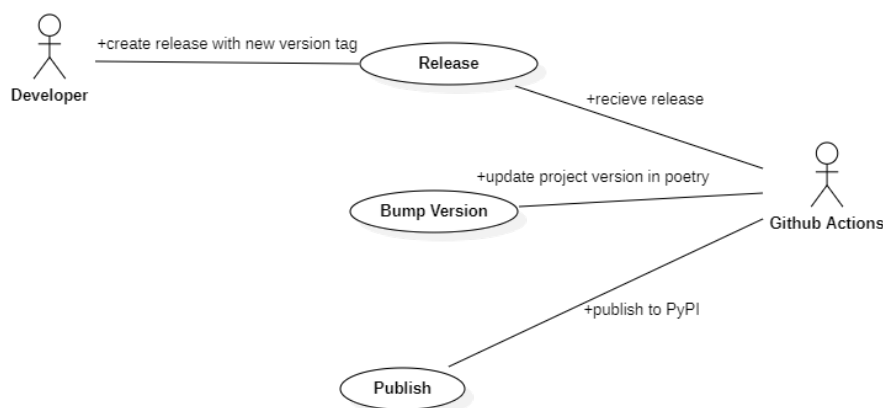 +create release with new version tag
Release
Developer
+recieve release
+update project version in poetry
Bump Version
Github Actions
+publish to PyPI
Publish